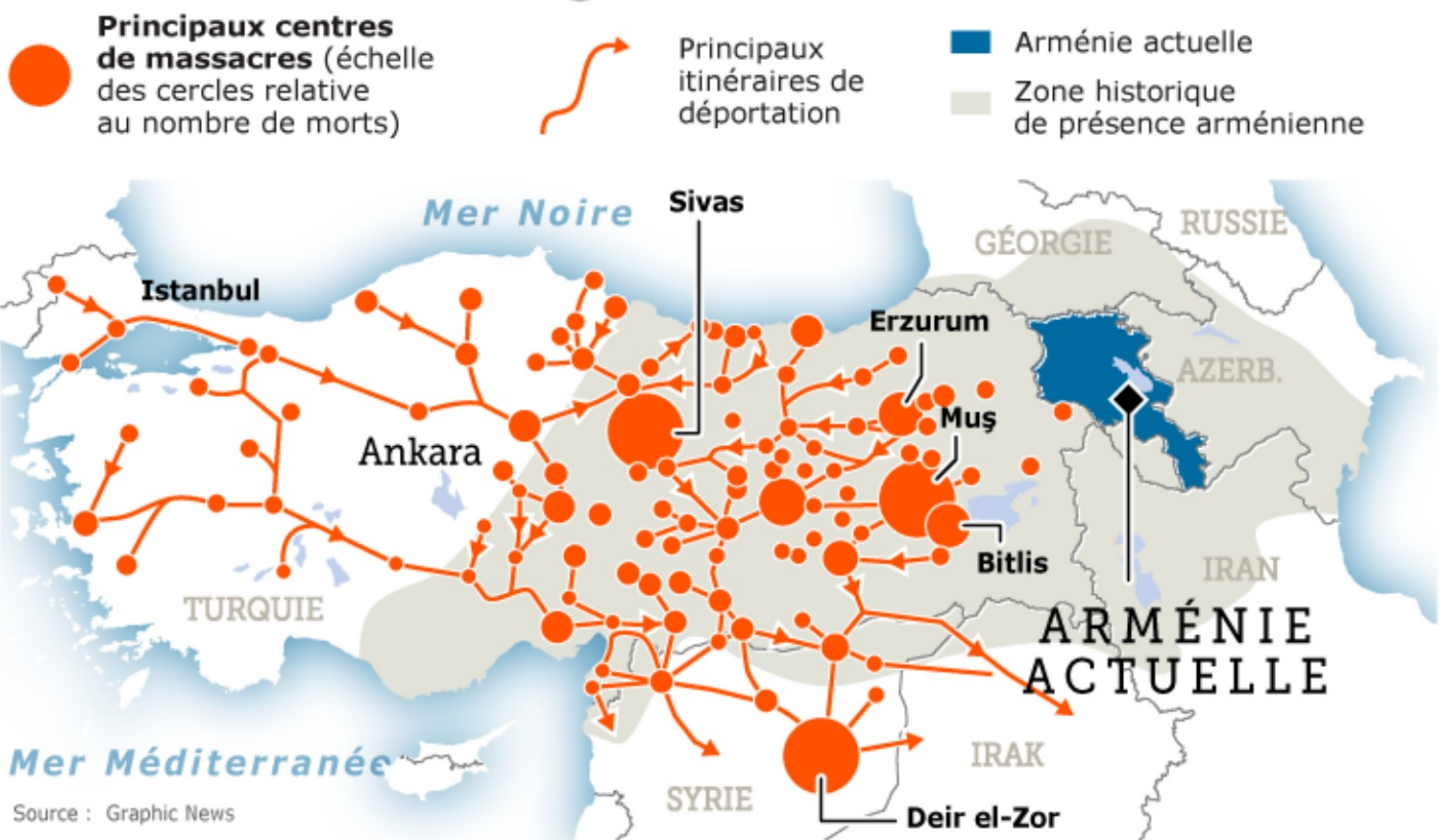 Principaux centres
de massacres (échelle
des cercles relative
au nombre de morts)
Principaux
itinéraires de
déportation
Arménie actuelle
Zone historique
de présence arménienne
Mer Noire
Sivas
RUSSIE
GÉORGIE
Istanbul
Erzurum
AZERB.
Muş
Ankara
Bitlis
IRAN
TURQUIE
ARMÉNIE
ACTUELLE
Mer Méditerranée
IRAK
SYRIE
Source : Graphic News
Deir el-Zor